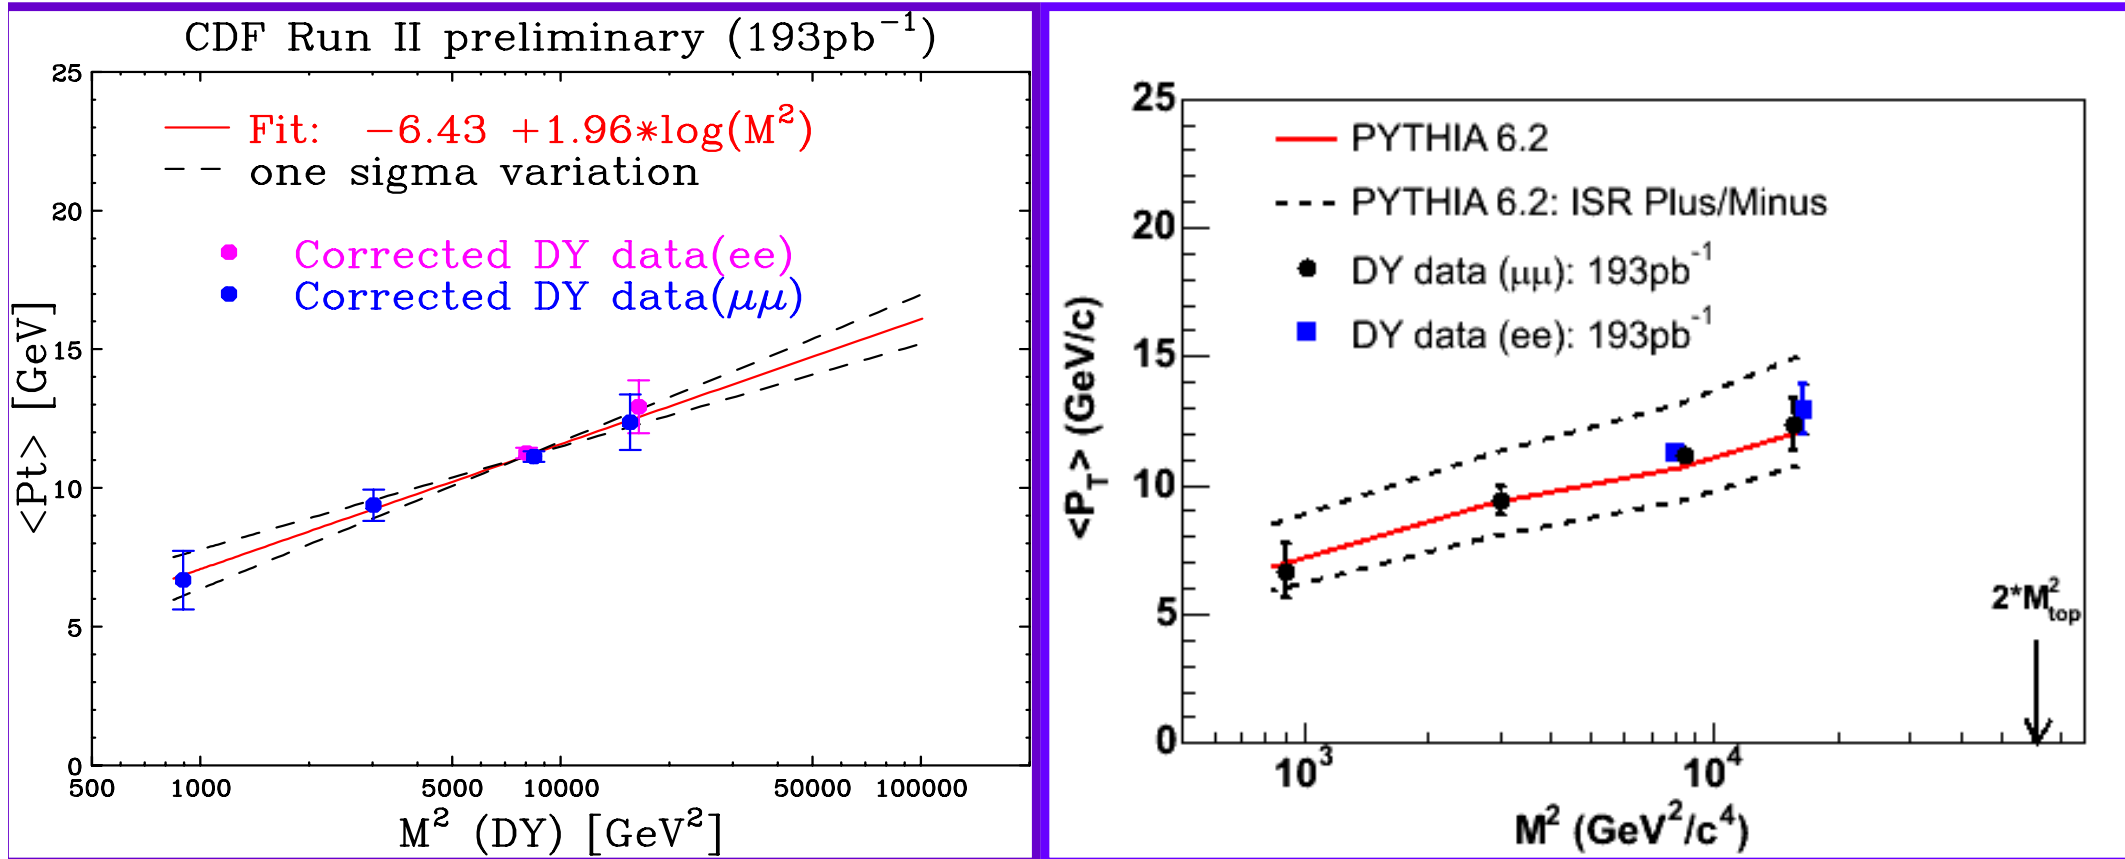 CDF Run II preliminary (193pb⁻¹)
25
20
15
10
5
0
<Pt> [GeV]
Fit: −6.43 +1.96*log(M²)
one sigma variation
Corrected DY data(ee)
Corrected DY data(μμ)
500 1000 5000 10000 50000 100000
M² (DY) [GeV²]
25
20
15
10
5
0
<P_T> (GeV/c)
PYTHIA 6.2
PYTHIA 6.2: ISR Plus/Minus
DY data (μμ): 193pb⁻¹
DY data (ee): 193pb⁻¹
2*M²_top
10³ 10⁴
M² (GeV²/c⁴)